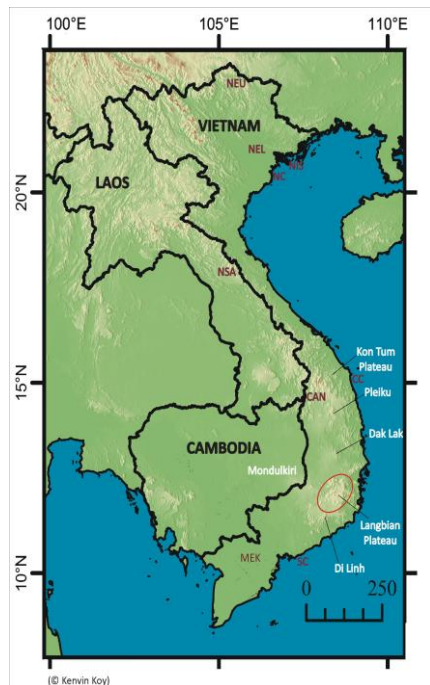 100°E 105°E 110°E
NEU
VIETNAM
NEL
LAOS
NC
20°N
NSA
Kon Tum
Plateau
CC
15°N
CAN
Pleiku
Dak Lak
CAMBODIA
Mondulkiri
Langbian
Plateau
Di Linh
MEK
SC
10°N
0 250
(© Kenvin Koy)